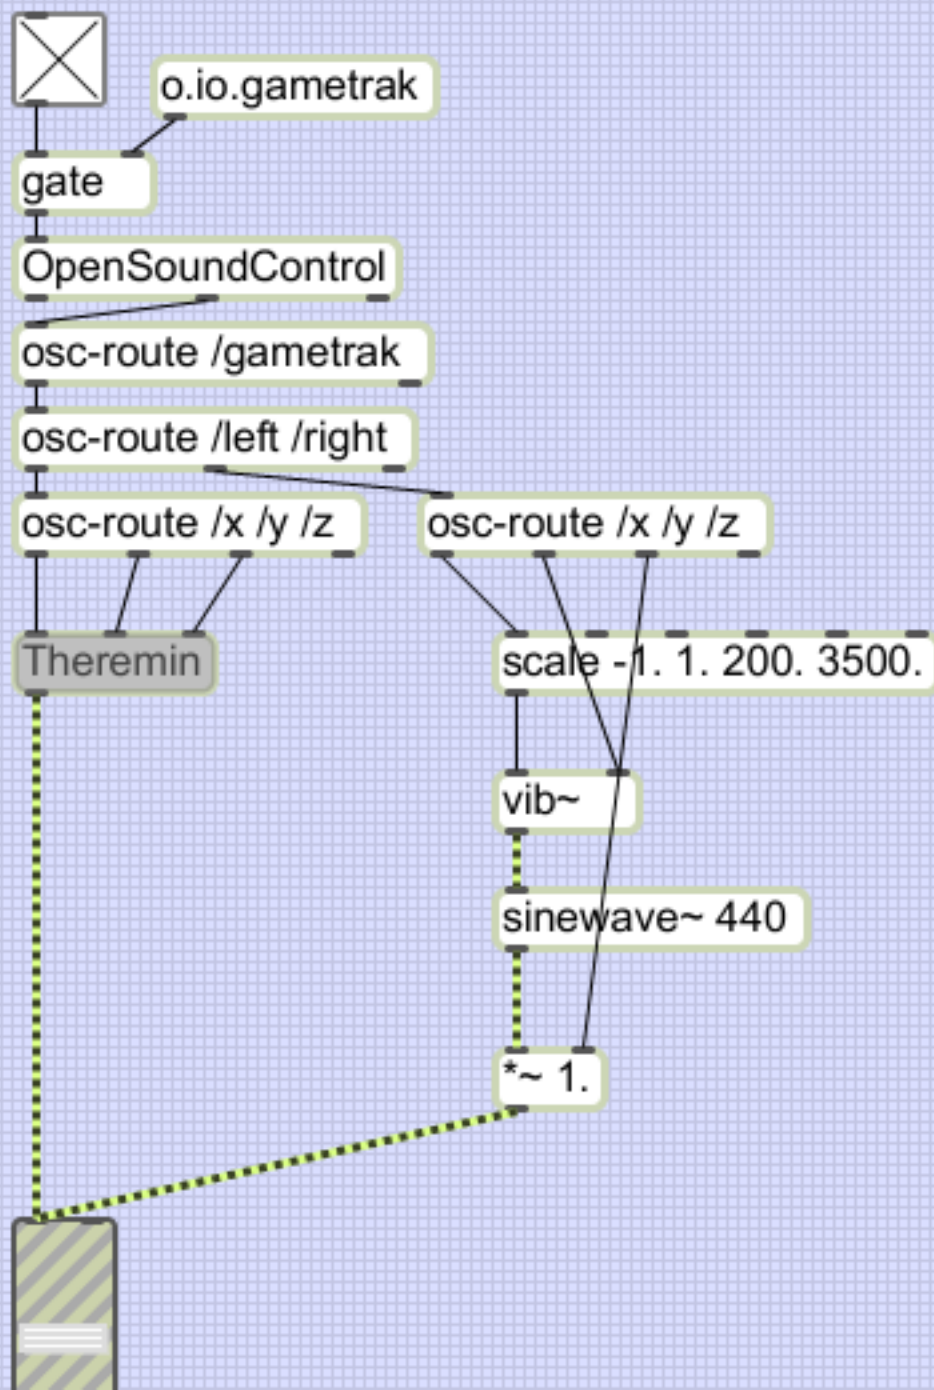 o.io.gametrak
gate
OpenSoundControl
osc-route /gametrak
osc-route /left /right
osc-route /x /y /z
osc-route /x /y /z
Theremin
scale -1. 1. 200. 3500.
vib~
sinewave~ 440
*~ 1.